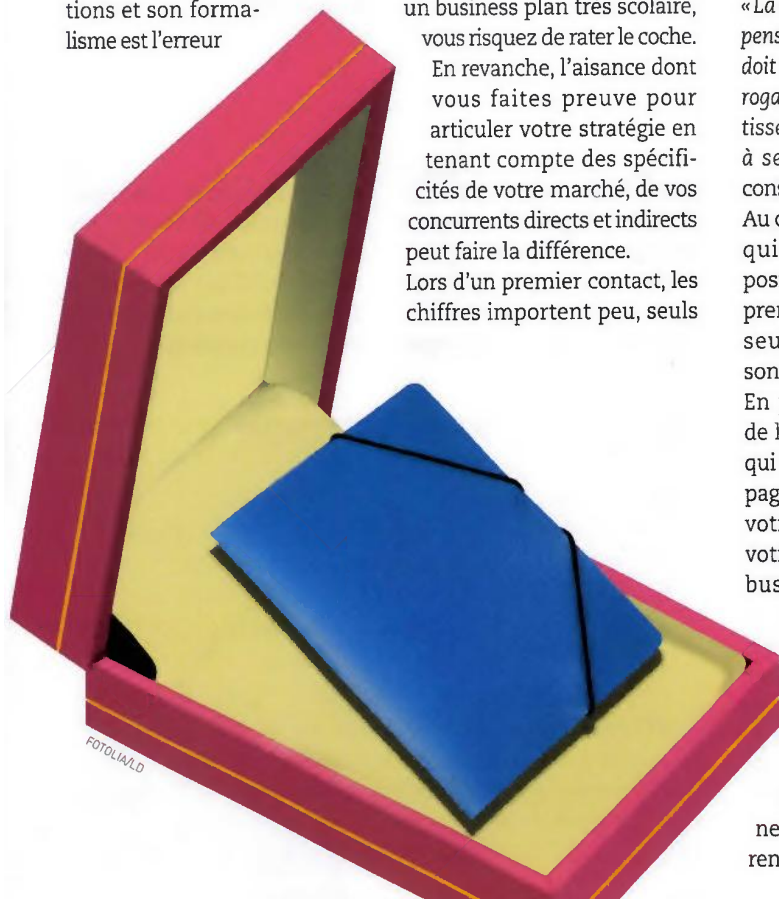 tions et son forma-
lisme est l'erreur
un business plan très scolaire,
vous risquez de rater le coche.
En revanche, l'aisance dont
vous faites preuve pour
articuler votre stratégie en
tenant compte des spécifi-
cités de votre marché, de vos
concurrents directs et indirects
peut faire la différence.
Lors d'un premier contact, les
chiffres importent peu, seuls
«La
pens
doit
roga
tisse
à se
cons
Au
qui
pos
pren
seu
son
En
de
qui
pag
vot
vot
bus
ne
ren
FOTOLIA/LD